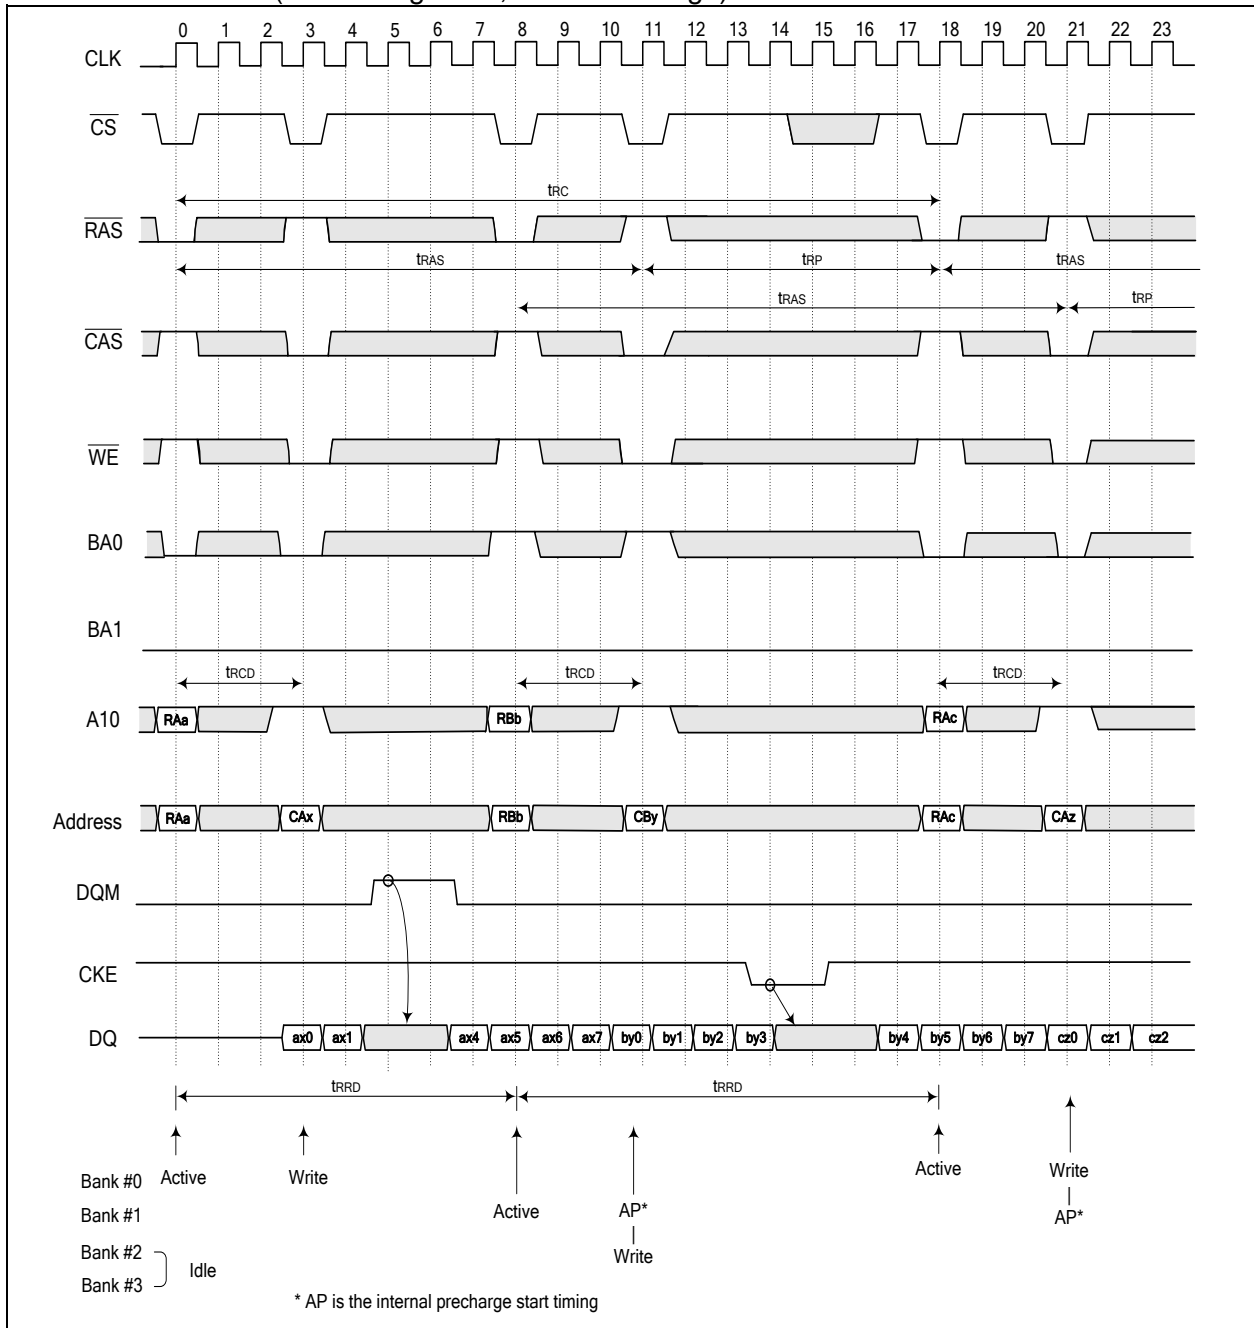 0 1 2 3 4 5 6 7 8 9 10 11 12 13 14 15 16 17 18 19 20 21 22 23
CLK
CS
tRC
RAS
tRAS tRP tRAS
tRAS tRP
CAS
WE
BA0
BA1
tRCD tRCD tRCD
A10 RAa RBb RAc
Address RAa CAx RBb CBy RAc CAz
DQM
CKE
DQ ax0 ax1 ax4 ax5 ax6 ax7 by0 by1 by2 by3 by4 by5 by6 by7 cz0 cz1 cz2
tRRD tRRD
Bank #0 Active Write Active Write
Bank #1 Active AP* AP*
Bank #2 Write
Idle
Bank #3
* AP is the internal precharge start timing